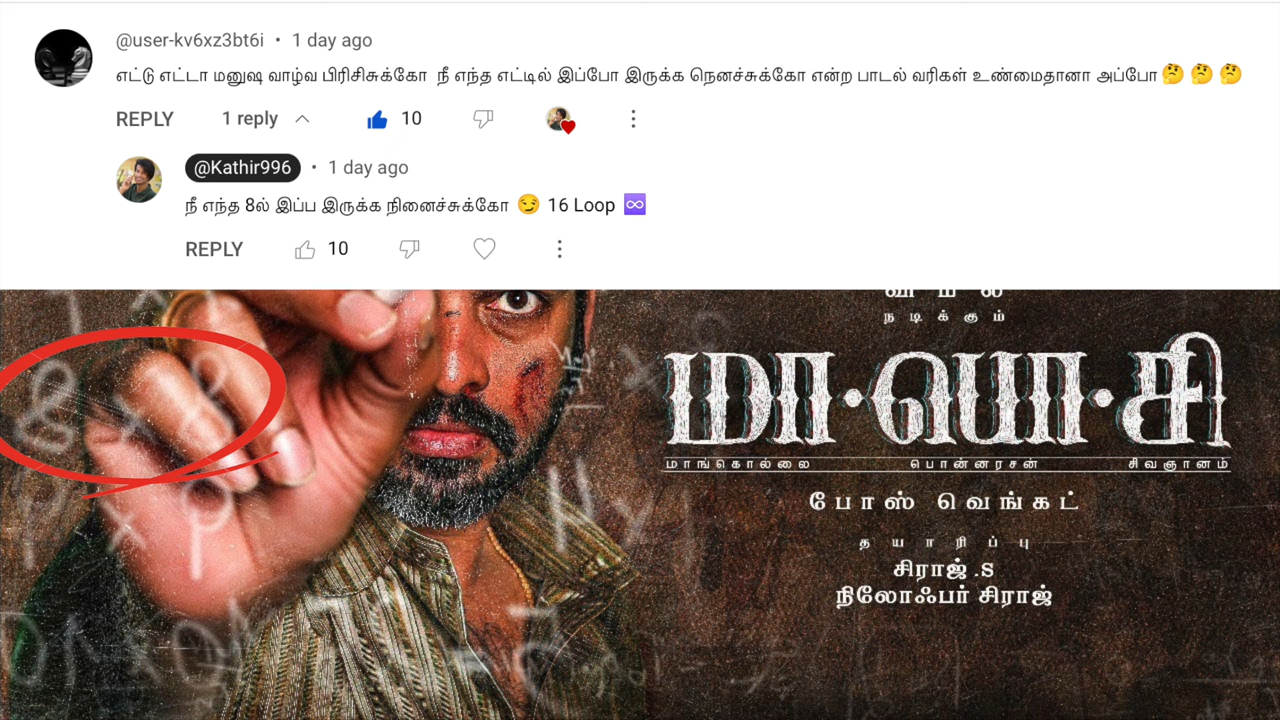 @user-kv6xz3bt6i • 1 day ago
எட்டு எட்டா மனுஷ வாழ்வ பிரிசிசுக்கோ நீ எந்த எட்டில் இப்போ இருக்க நெனச்சுக்கோ என்ற பாடல் வரிகள் உண்மைதானா அப்போ🤔 🤔 🤔
REPLY 1 reply 10
@Kathir996 • 1 day ago
நீ எந்த 8ல் இப்ப இருக்க நினைச்சுக்கோ 😏 16 Loop ♾️
REPLY 10
நடிக்கும்
மா·பொ·சி
மாங்கொல்லை பொன்னரசன் சிவஞானம்
போஸ் வெங்கட்
தயாரிப்பு
சிராஜ் .S
நிலோஃபர் சிராஜ்